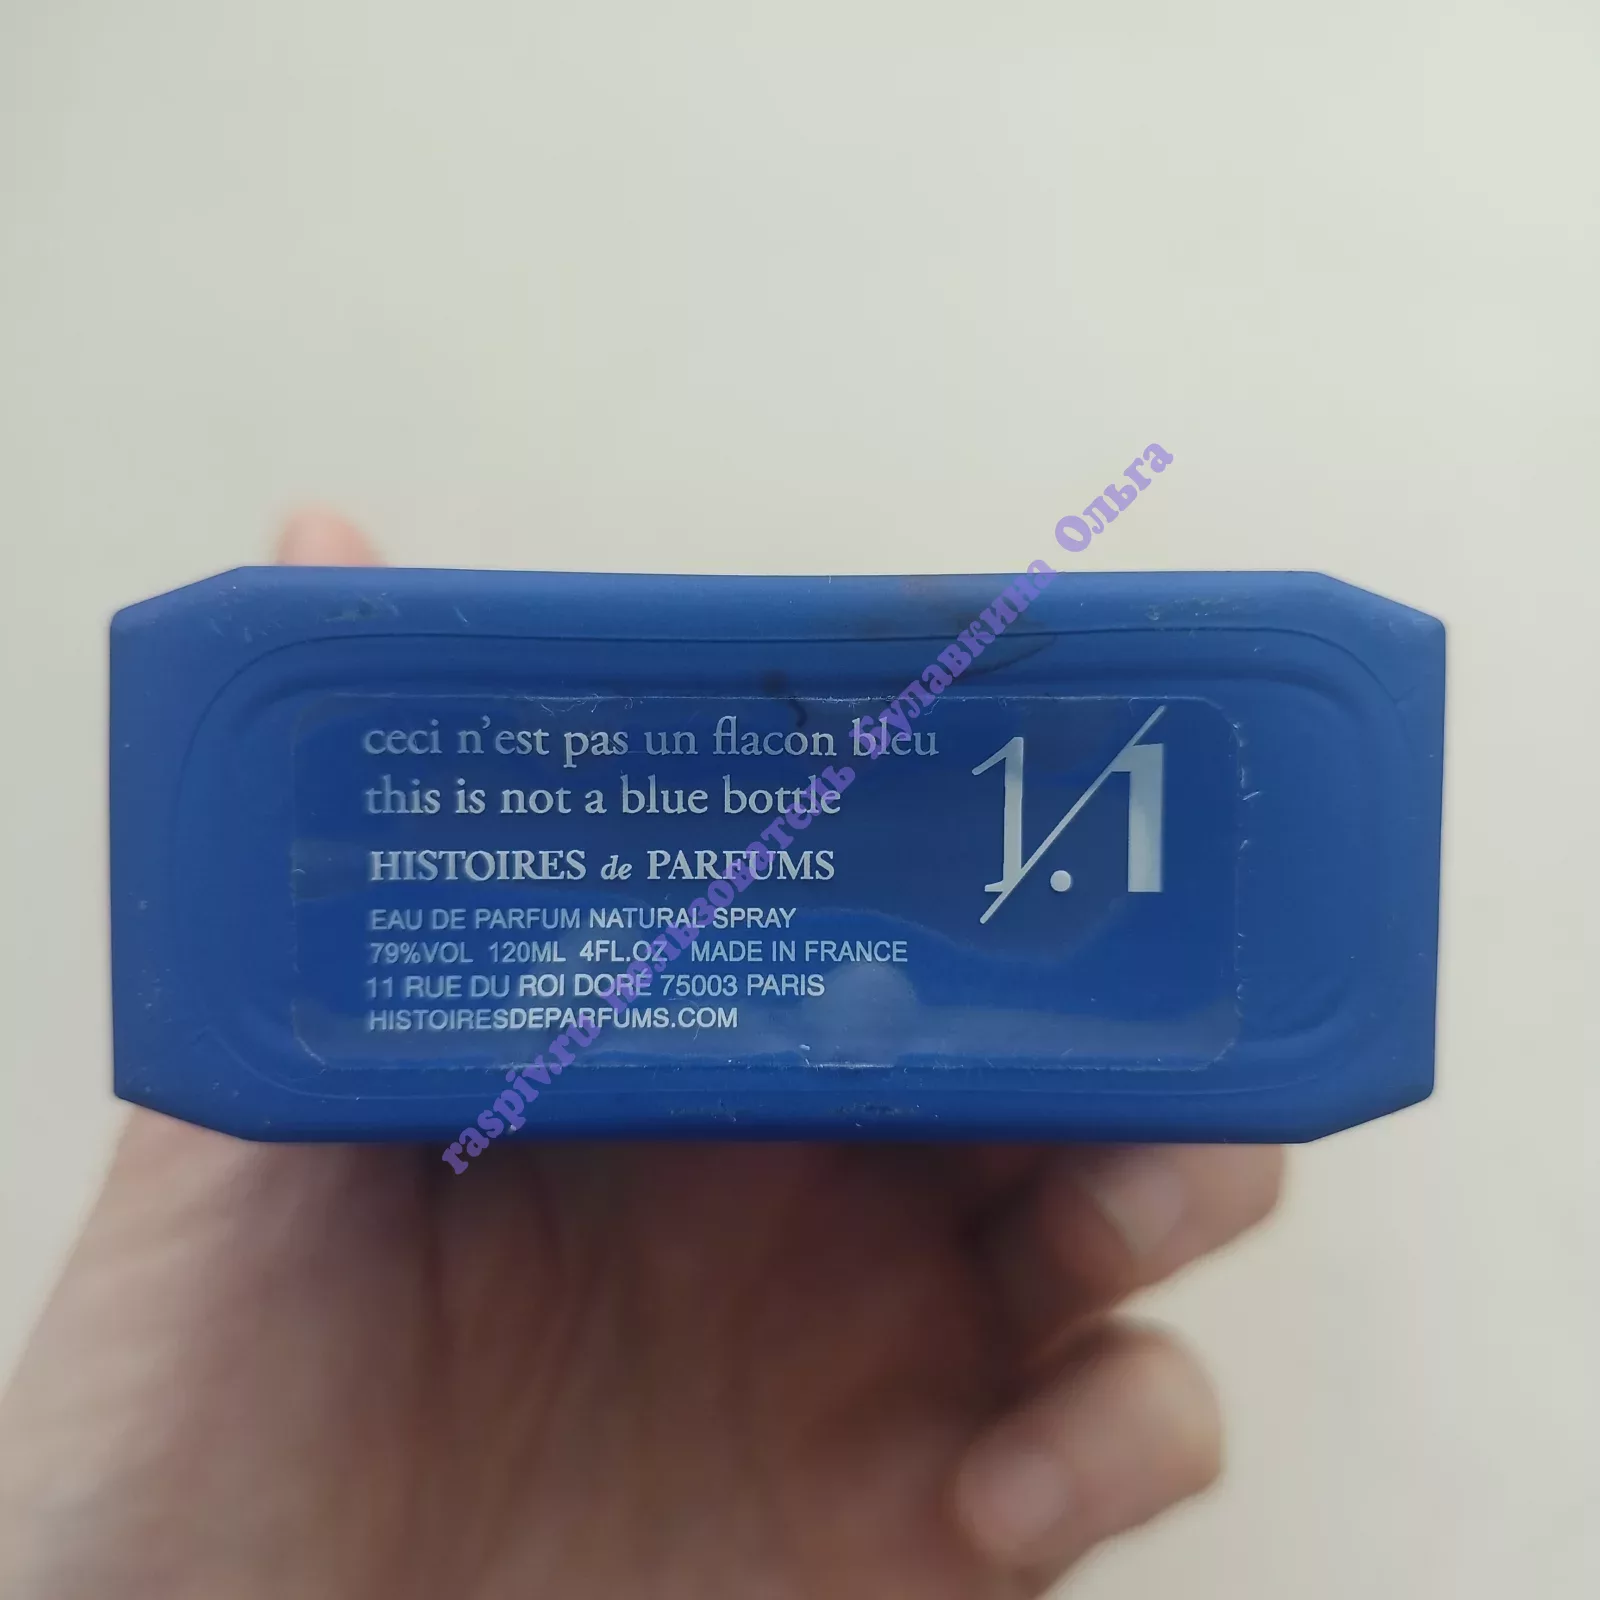 ceci n'est pas un flacon bleu
this is not a blue bottle
HISTOIRES de PARFUMS
EAU DE PARFUM NATURAL SPRAY
79%VOL 120ML 4FL.OZ MADE IN FRANCE
11 RUE DU ROI DORÉ 75003 PARIS
HISTOIRESDEPARFUMS.COM
1/.1
raspiv.ru пользователь Булавкина Ольга